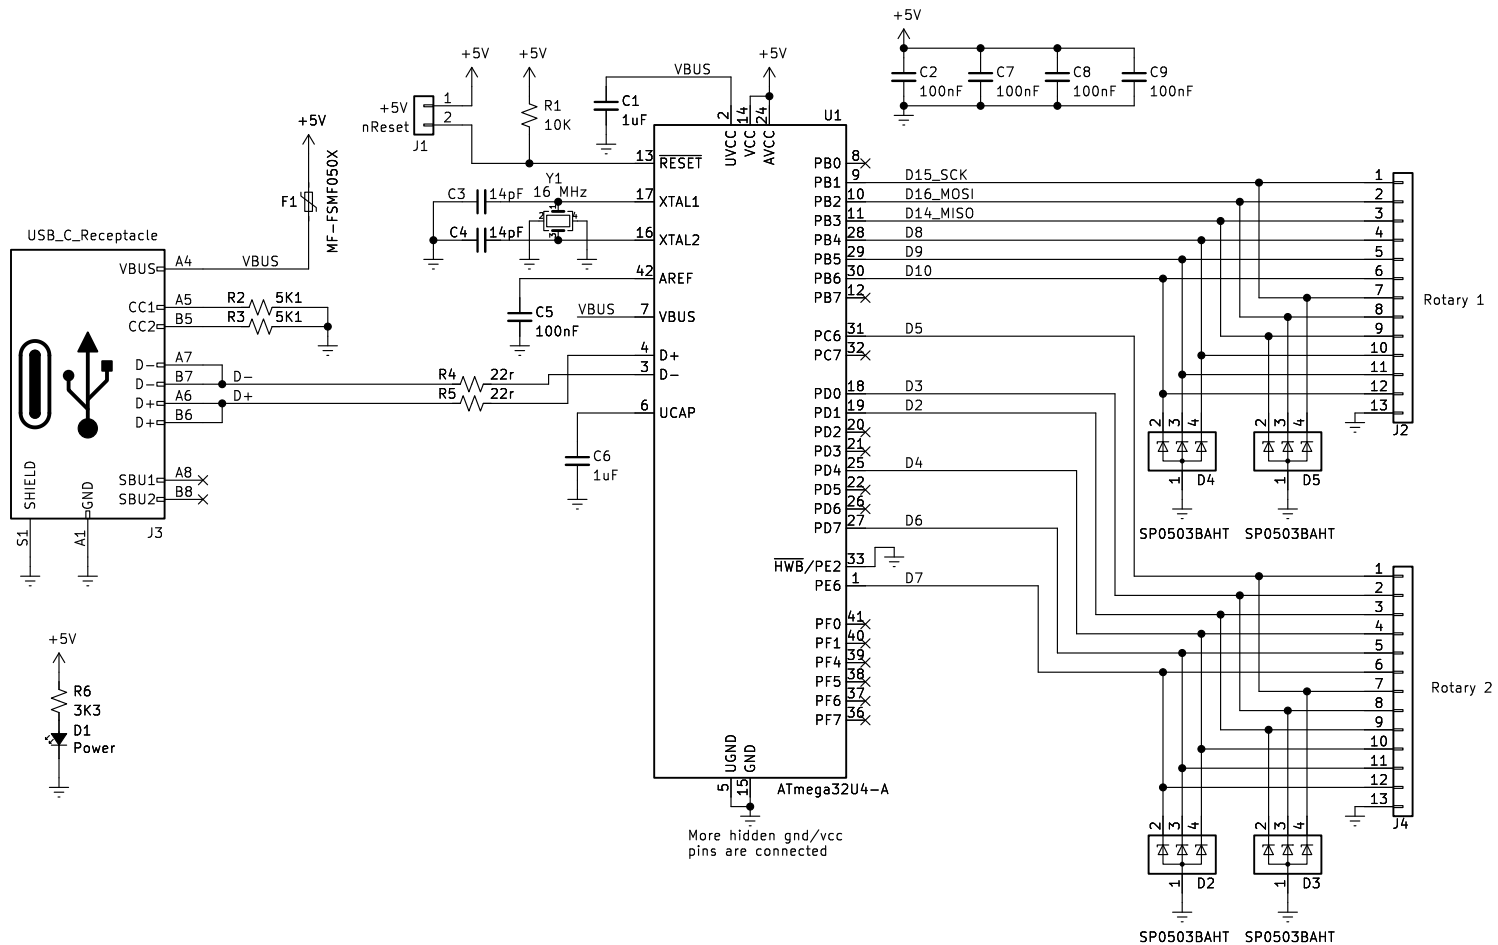 +5V
C2
100nF
C7
100nF
C8
100nF
C9
100nF
+5V
+5V
VBUS
+5V
1
2
+5V
nReset
J1
R1
10K
C1
1uF
2
14
24
UVCC
VCC
AVCC
U1
+5V
F1
MF-FSMF050X
USB_C_Receptacle
VBUS
A4
VBUS
CC1
A5
R2
5K1
CC2
B5
R3
5K1
D-
A7
D-
B7
D-
D+
A6
D+
D+
B6
SBU1
A8
SBU2
B8
SHIELD
GND
S1
A1
J3
R4
22r
R5
22r
Y1
16 MHz
C3
14pF
C4
14pF
1
2
3
4
C5
100nF
VBUS
C6
1uF
13
RESET
17
XTAL1
16
XTAL2
42
AREF
7
VBUS
4
D+
3
D-
6
UCAP
PB0
8
PB1
9
D15_SCK
PB2
10
D16_MOSI
PB3
11
D14_MISO
PB4
28
D8
PB5
29
D9
PB6
30
D10
PB7
12
PC6
31
D5
PC7
32
PD0
18
D3
PD1
19
D2
PD2
20
PD3
21
PD4
25
D4
PD5
22
PD6
26
PD7
27
D6
HWB/PE2
33
PE6
1
D7
PF0
41
PF1
40
PF4
39
PF5
38
PF6
37
PF7
36
UGND
GND
5
15
ATmega32U4-A
More hidden gnd/vcc
pins are connected
1
2
3
4
5
6
7
8
9
10
11
12
13
J2
Rotary 1
2
3
4
1
D4
SP0503BAHT
2
3
4
1
D5
SP0503BAHT
1
2
3
4
5
6
7
8
9
10
11
12
13
J4
Rotary 2
2
3
4
1
D2
SP0503BAHT
2
3
4
1
D3
SP0503BAHT
+5V
R6
3K3
D1
Power